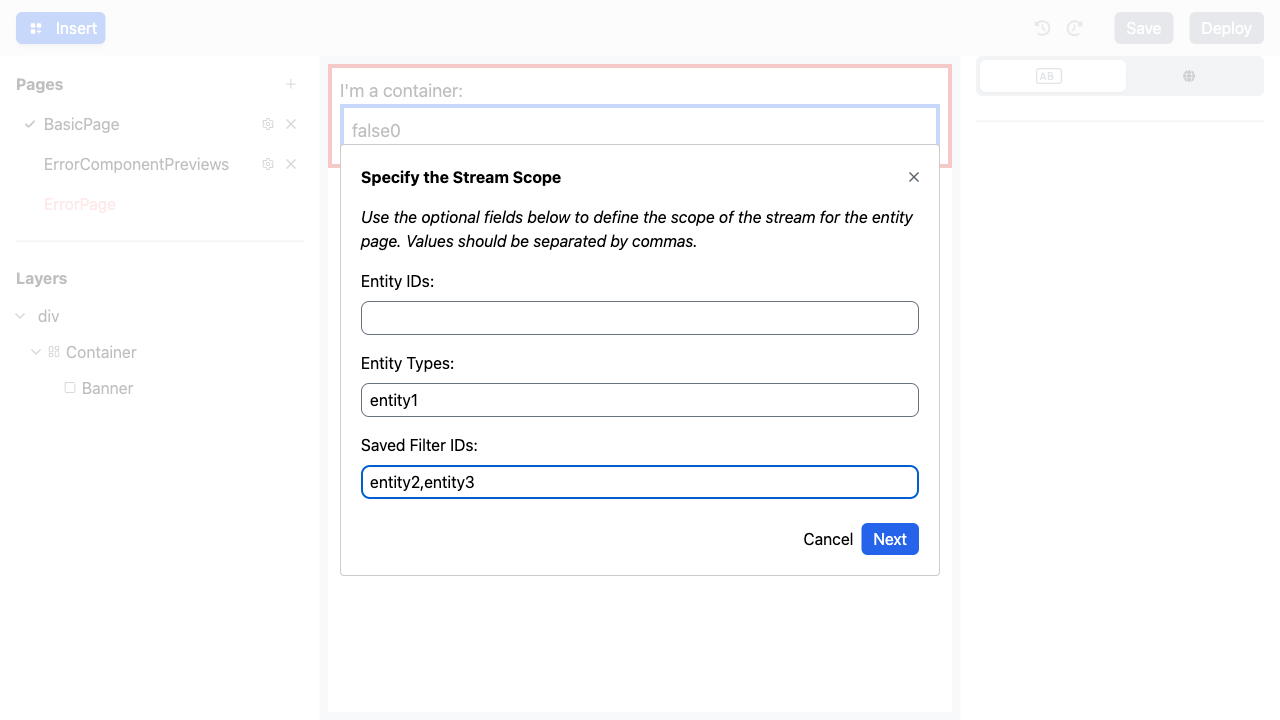 Insert
Save
Deploy
Pages
BasicPage
ErrorComponentPreviews
ErrorPage
Layers
div
Container
Banner
I'm a container:
false0
AB
Specify the Stream Scope
Use the optional fields below to define the scope of the stream for the entity
page. Values should be separated by commas.
Entity IDs:
Entity Types:
entity1
Saved Filter IDs:
entity2,entity3
Cancel
Next